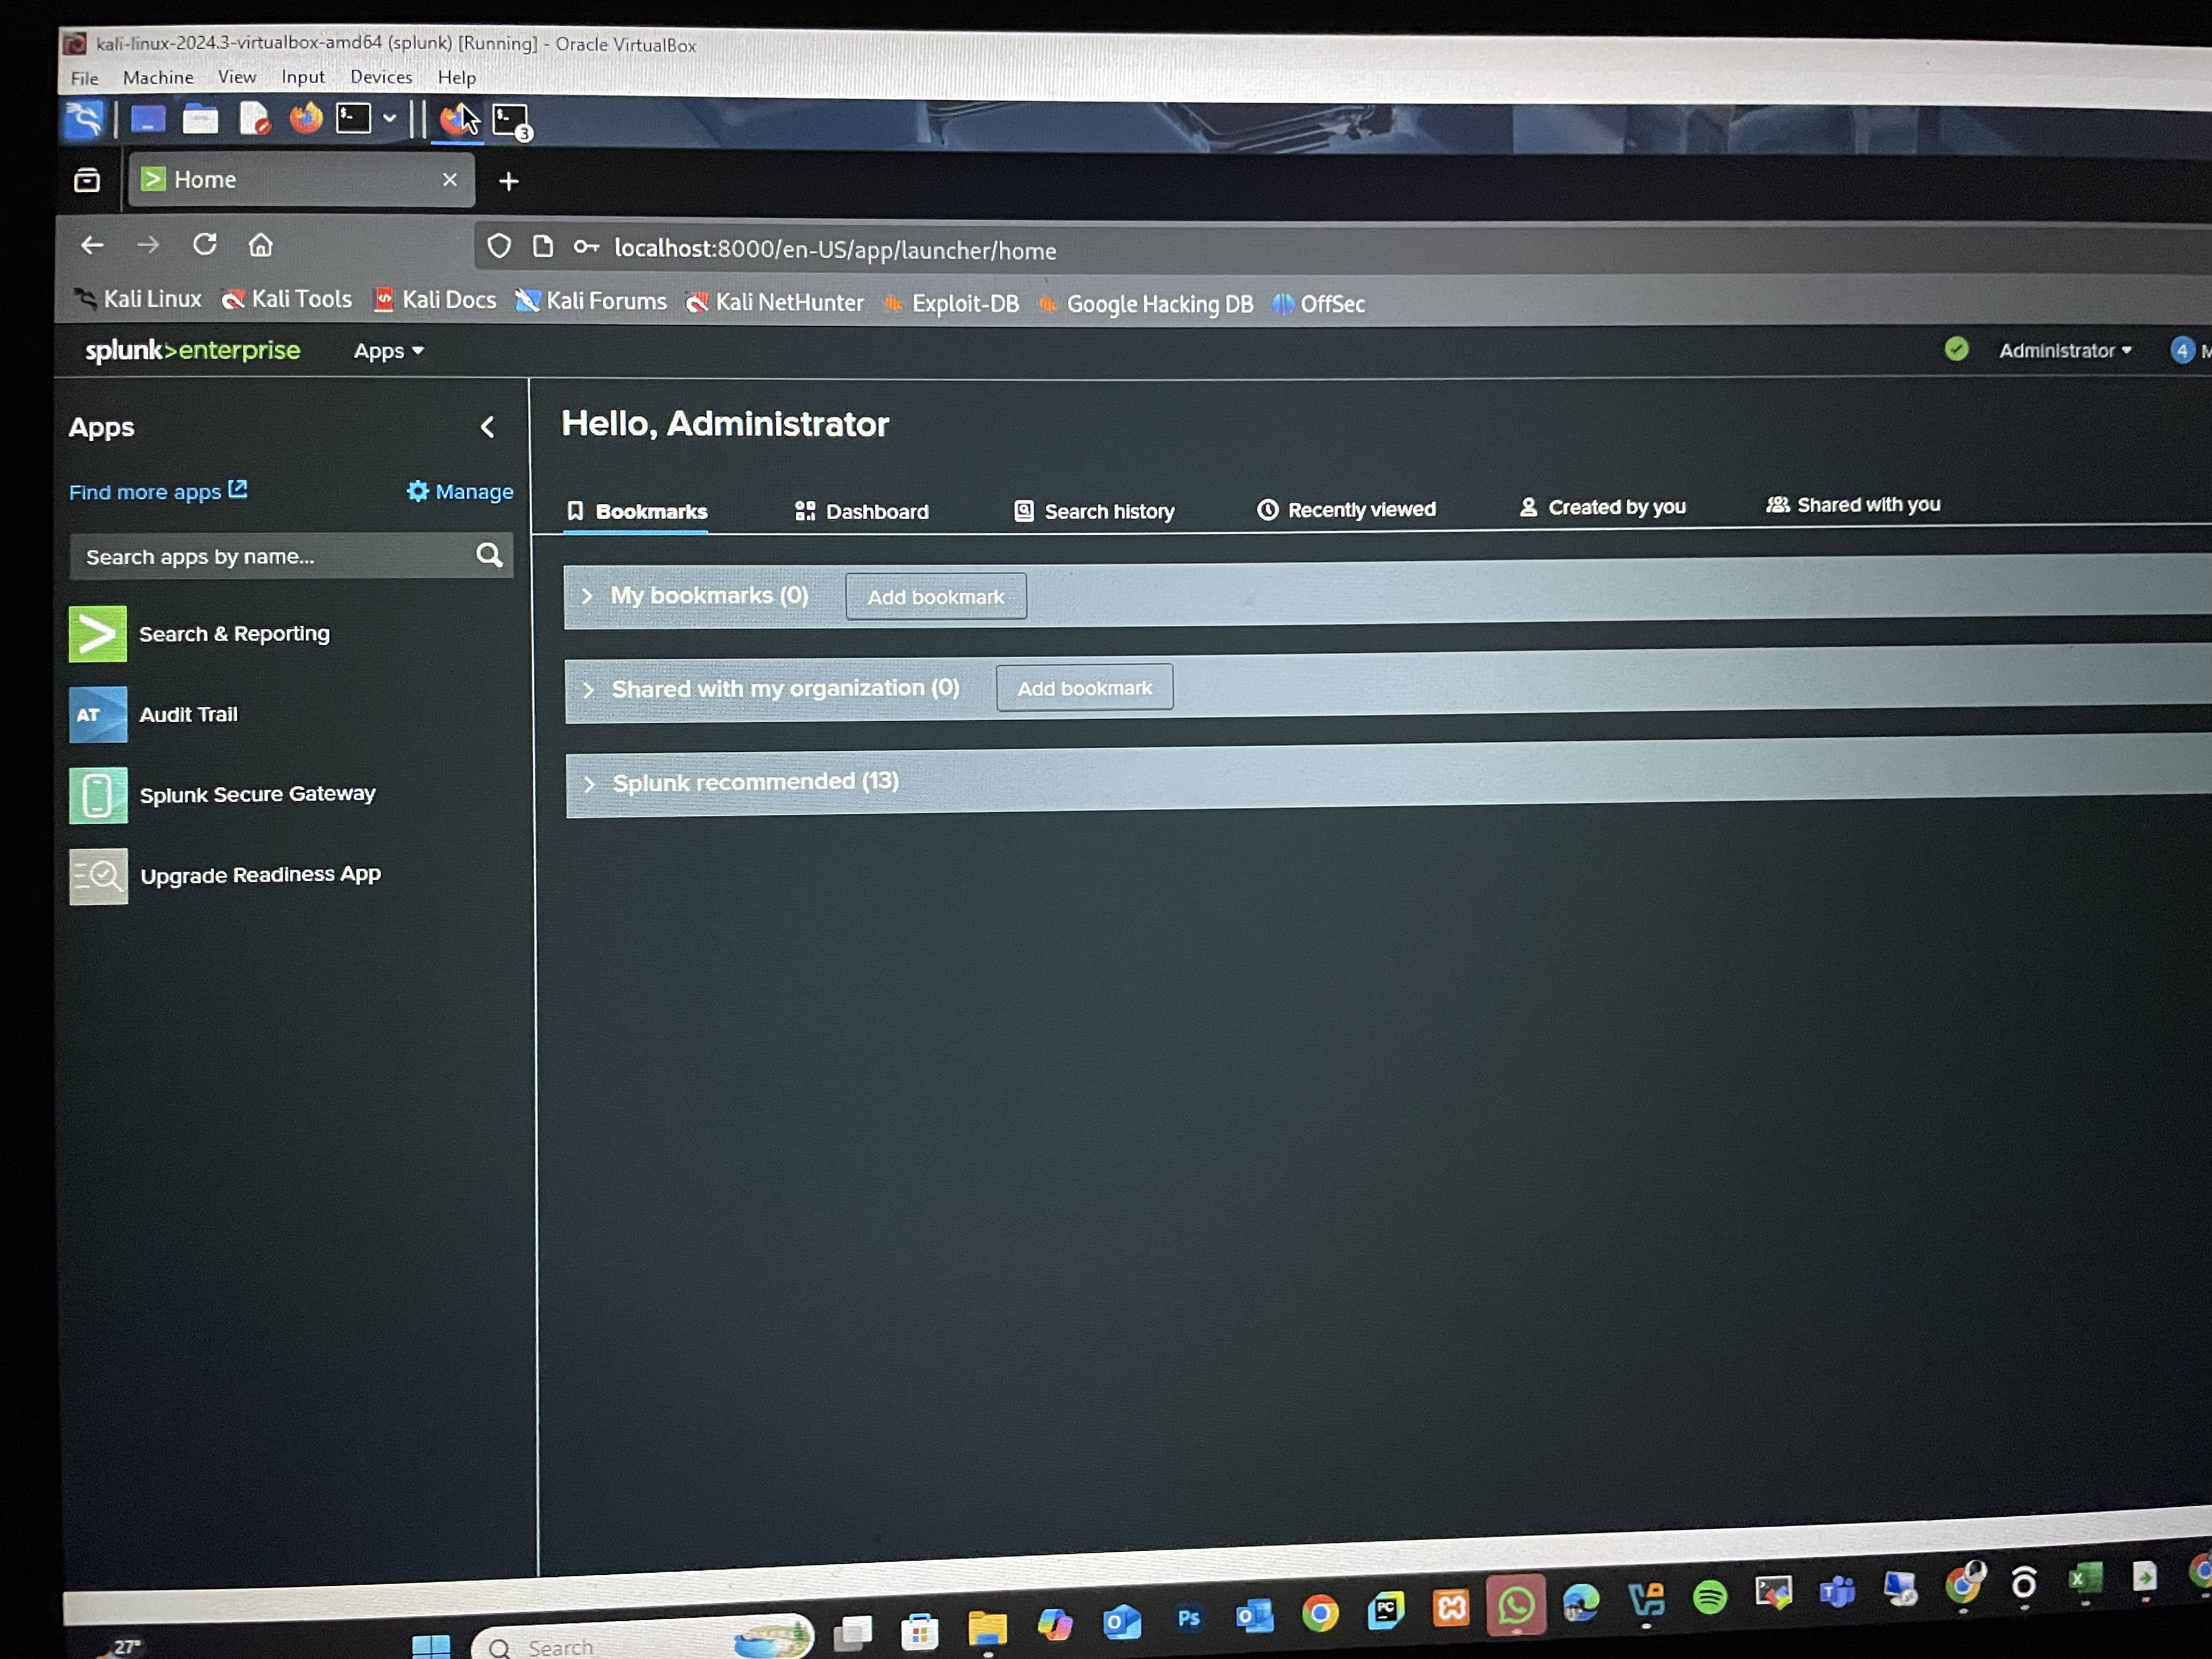 kali-linux-2024.3-virtualbox-amd64 (splunk) [Running] - Oracle VirtualBox
File Machine View Input Devices Help
3
Home
localhost:8000/en-US/app/launcher/home
Kali Linux Kali Tools Kali Docs Kali Forums Kali NetHunter Exploit-DB Google Hacking DB OffSec
splunk>enterprise Apps Administrator 4
Apps
Find more apps Manage
Search apps by name...
Search & Reporting
AT Audit Trail
Splunk Secure Gateway
Upgrade Readiness App
Hello, Administrator
Bookmarks Dashboard Search history Recently viewed Created by you Shared with you
My bookmarks (0) Add bookmark
Shared with my organization (0) Add bookmark
Splunk recommended (13)
27° Search Ps PC